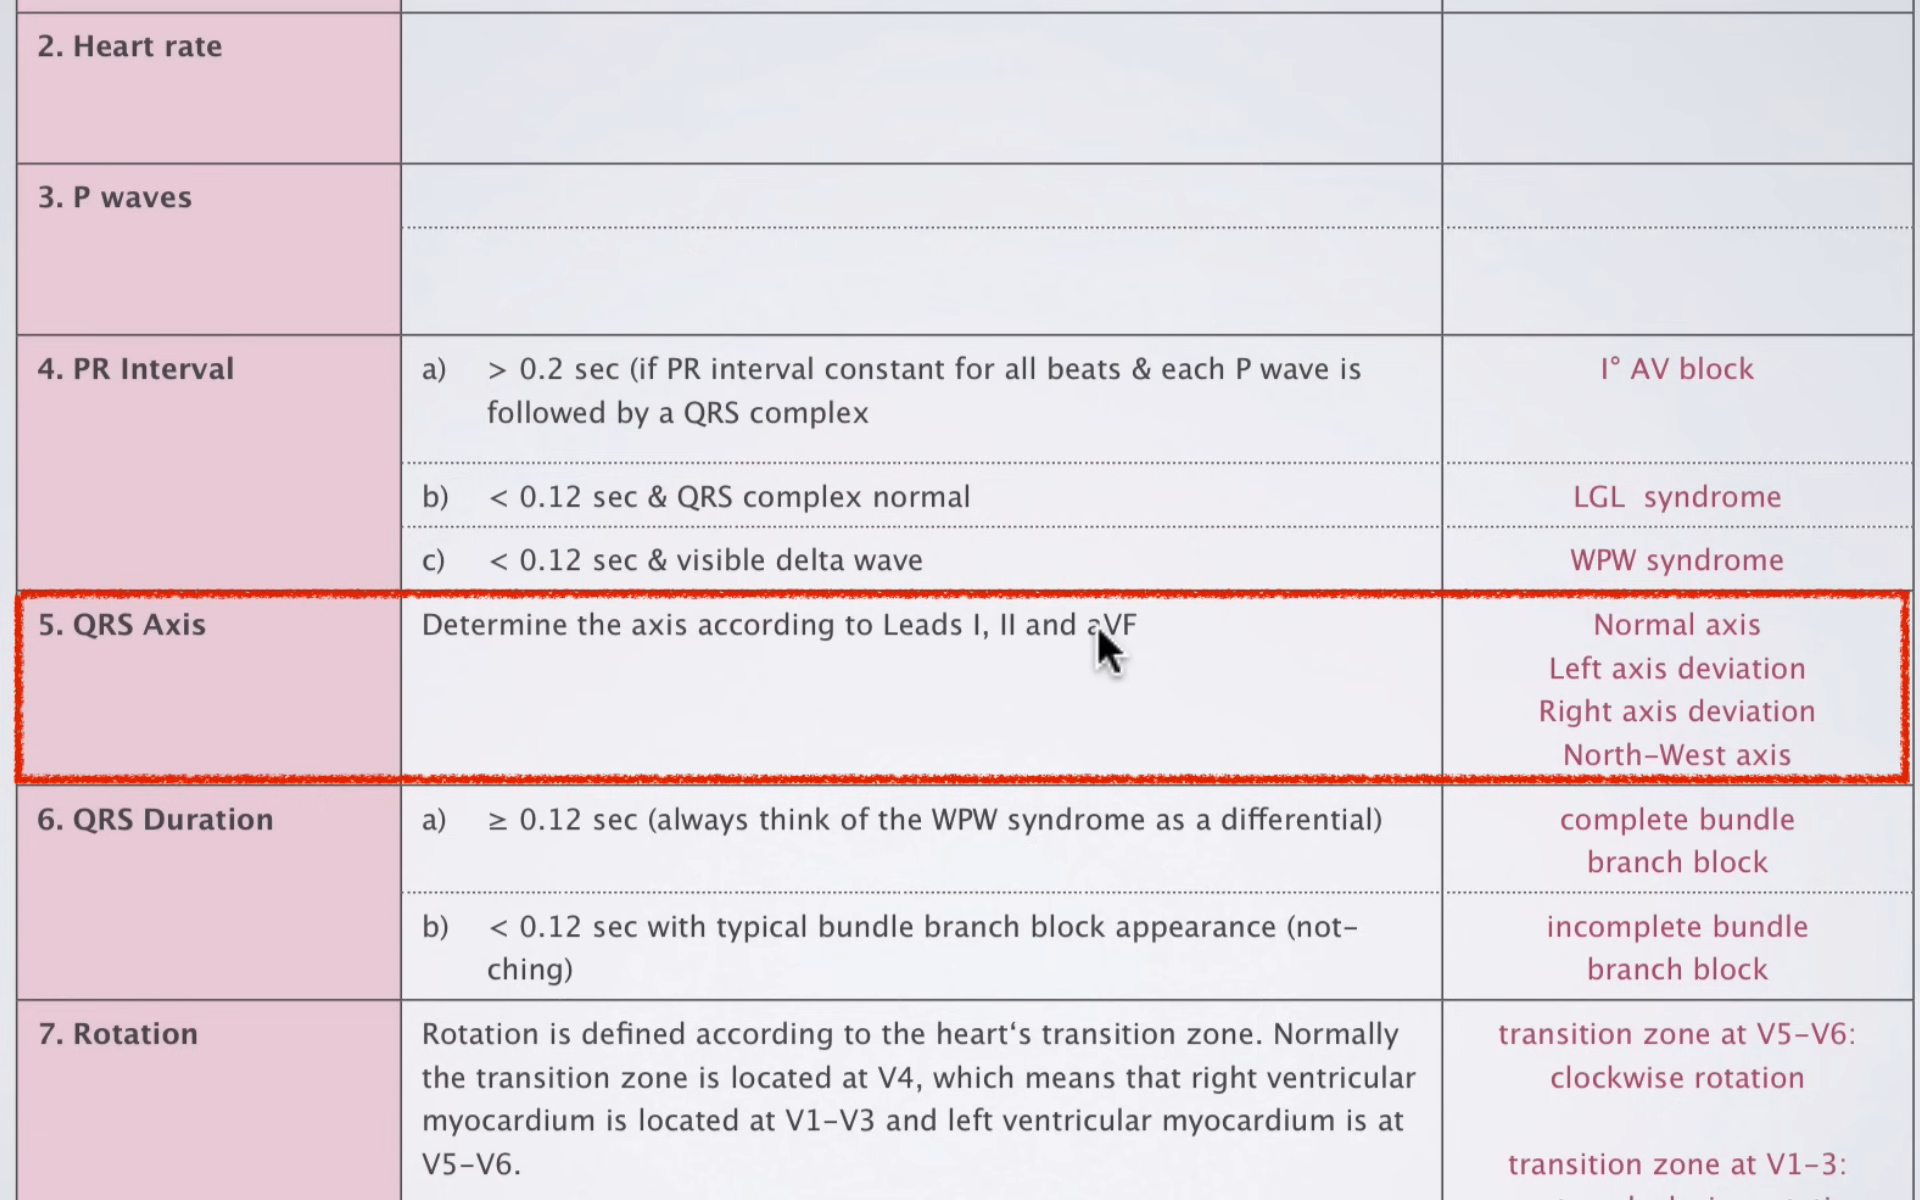 2. Heart rate
3. P waves
4. PR Interval
a) > 0.2 sec (if PR interval constant for all beats & each P wave is
followed by a QRS complex
I° AV block
b) < 0.12 sec & QRS complex normal
LGL syndrome
c) < 0.12 sec & visible delta wave
WPW syndrome
5. QRS Axis
Determine the axis according to Leads I, II and aVF
Normal axis
Left axis deviation
Right axis deviation
North-West axis
6. QRS Duration
a) ≥ 0.12 sec (always think of the WPW syndrome as a differential)
complete bundle
branch block
b) < 0.12 sec with typical bundle branch block appearance (not-
ching)
incomplete bundle
branch block
7. Rotation
Rotation is defined according to the heart‘s transition zone. Normally
the transition zone is located at V4, which means that right ventricular
myocardium is located at V1-V3 and left ventricular myocardium is at
V5-V6.
transition zone at V5-V6:
clockwise rotation
transition zone at V1-3: